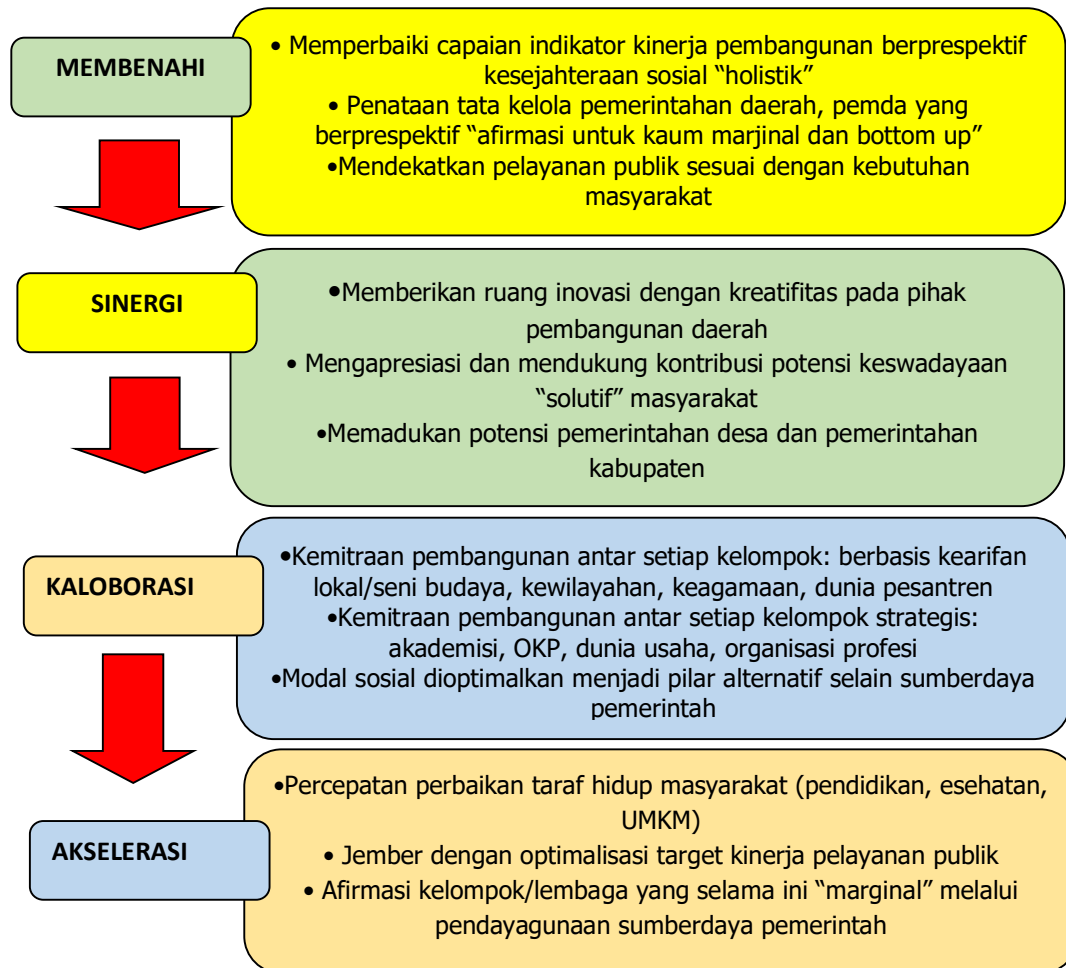 MEMBENAHI
• Memperbaiki capaian indikator kinerja pembangunan berprespektif
kesejahteraan sosial “holistik”
• Penataan tata kelola pemerintahan daerah, pemda yang
berprespektif “afirmasi untuk kaum marjinal dan bottom up”
•Mendekatkan pelayanan publik sesuai dengan kebutuhan
masyarakat
SINERGI
•Memberikan ruang inovasi dengan kreatifitas pada pihak
pembangunan daerah
• Mengapresiasi dan mendukung kontribusi potensi keswadayaan
“solutif” masyarakat
•Memadukan potensi pemerintahan desa dan pemerintahan
kabupaten
KALOBORASI
•Kemitraan pembangunan antar setiap kelompok: berbasis kearifan
lokal/seni budaya, kewilayahan, keagamaan, dunia pesantren
•Kemitraan pembangunan antar setiap kelompok strategis:
akademisi, OKP, dunia usaha, organisasi profesi
•Modal sosial dioptimalkan menjadi pilar alternatif selain sumberdaya
pemerintah
AKSELERASI
•Percepatan perbaikan taraf hidup masyarakat (pendidikan, esehatan,
UMKM)
• Jember dengan optimalisasi target kinerja pelayanan publik
• Afirmasi kelompok/lembaga yang selama ini “marginal” melalui
pendayagunaan sumberdaya pemerintah